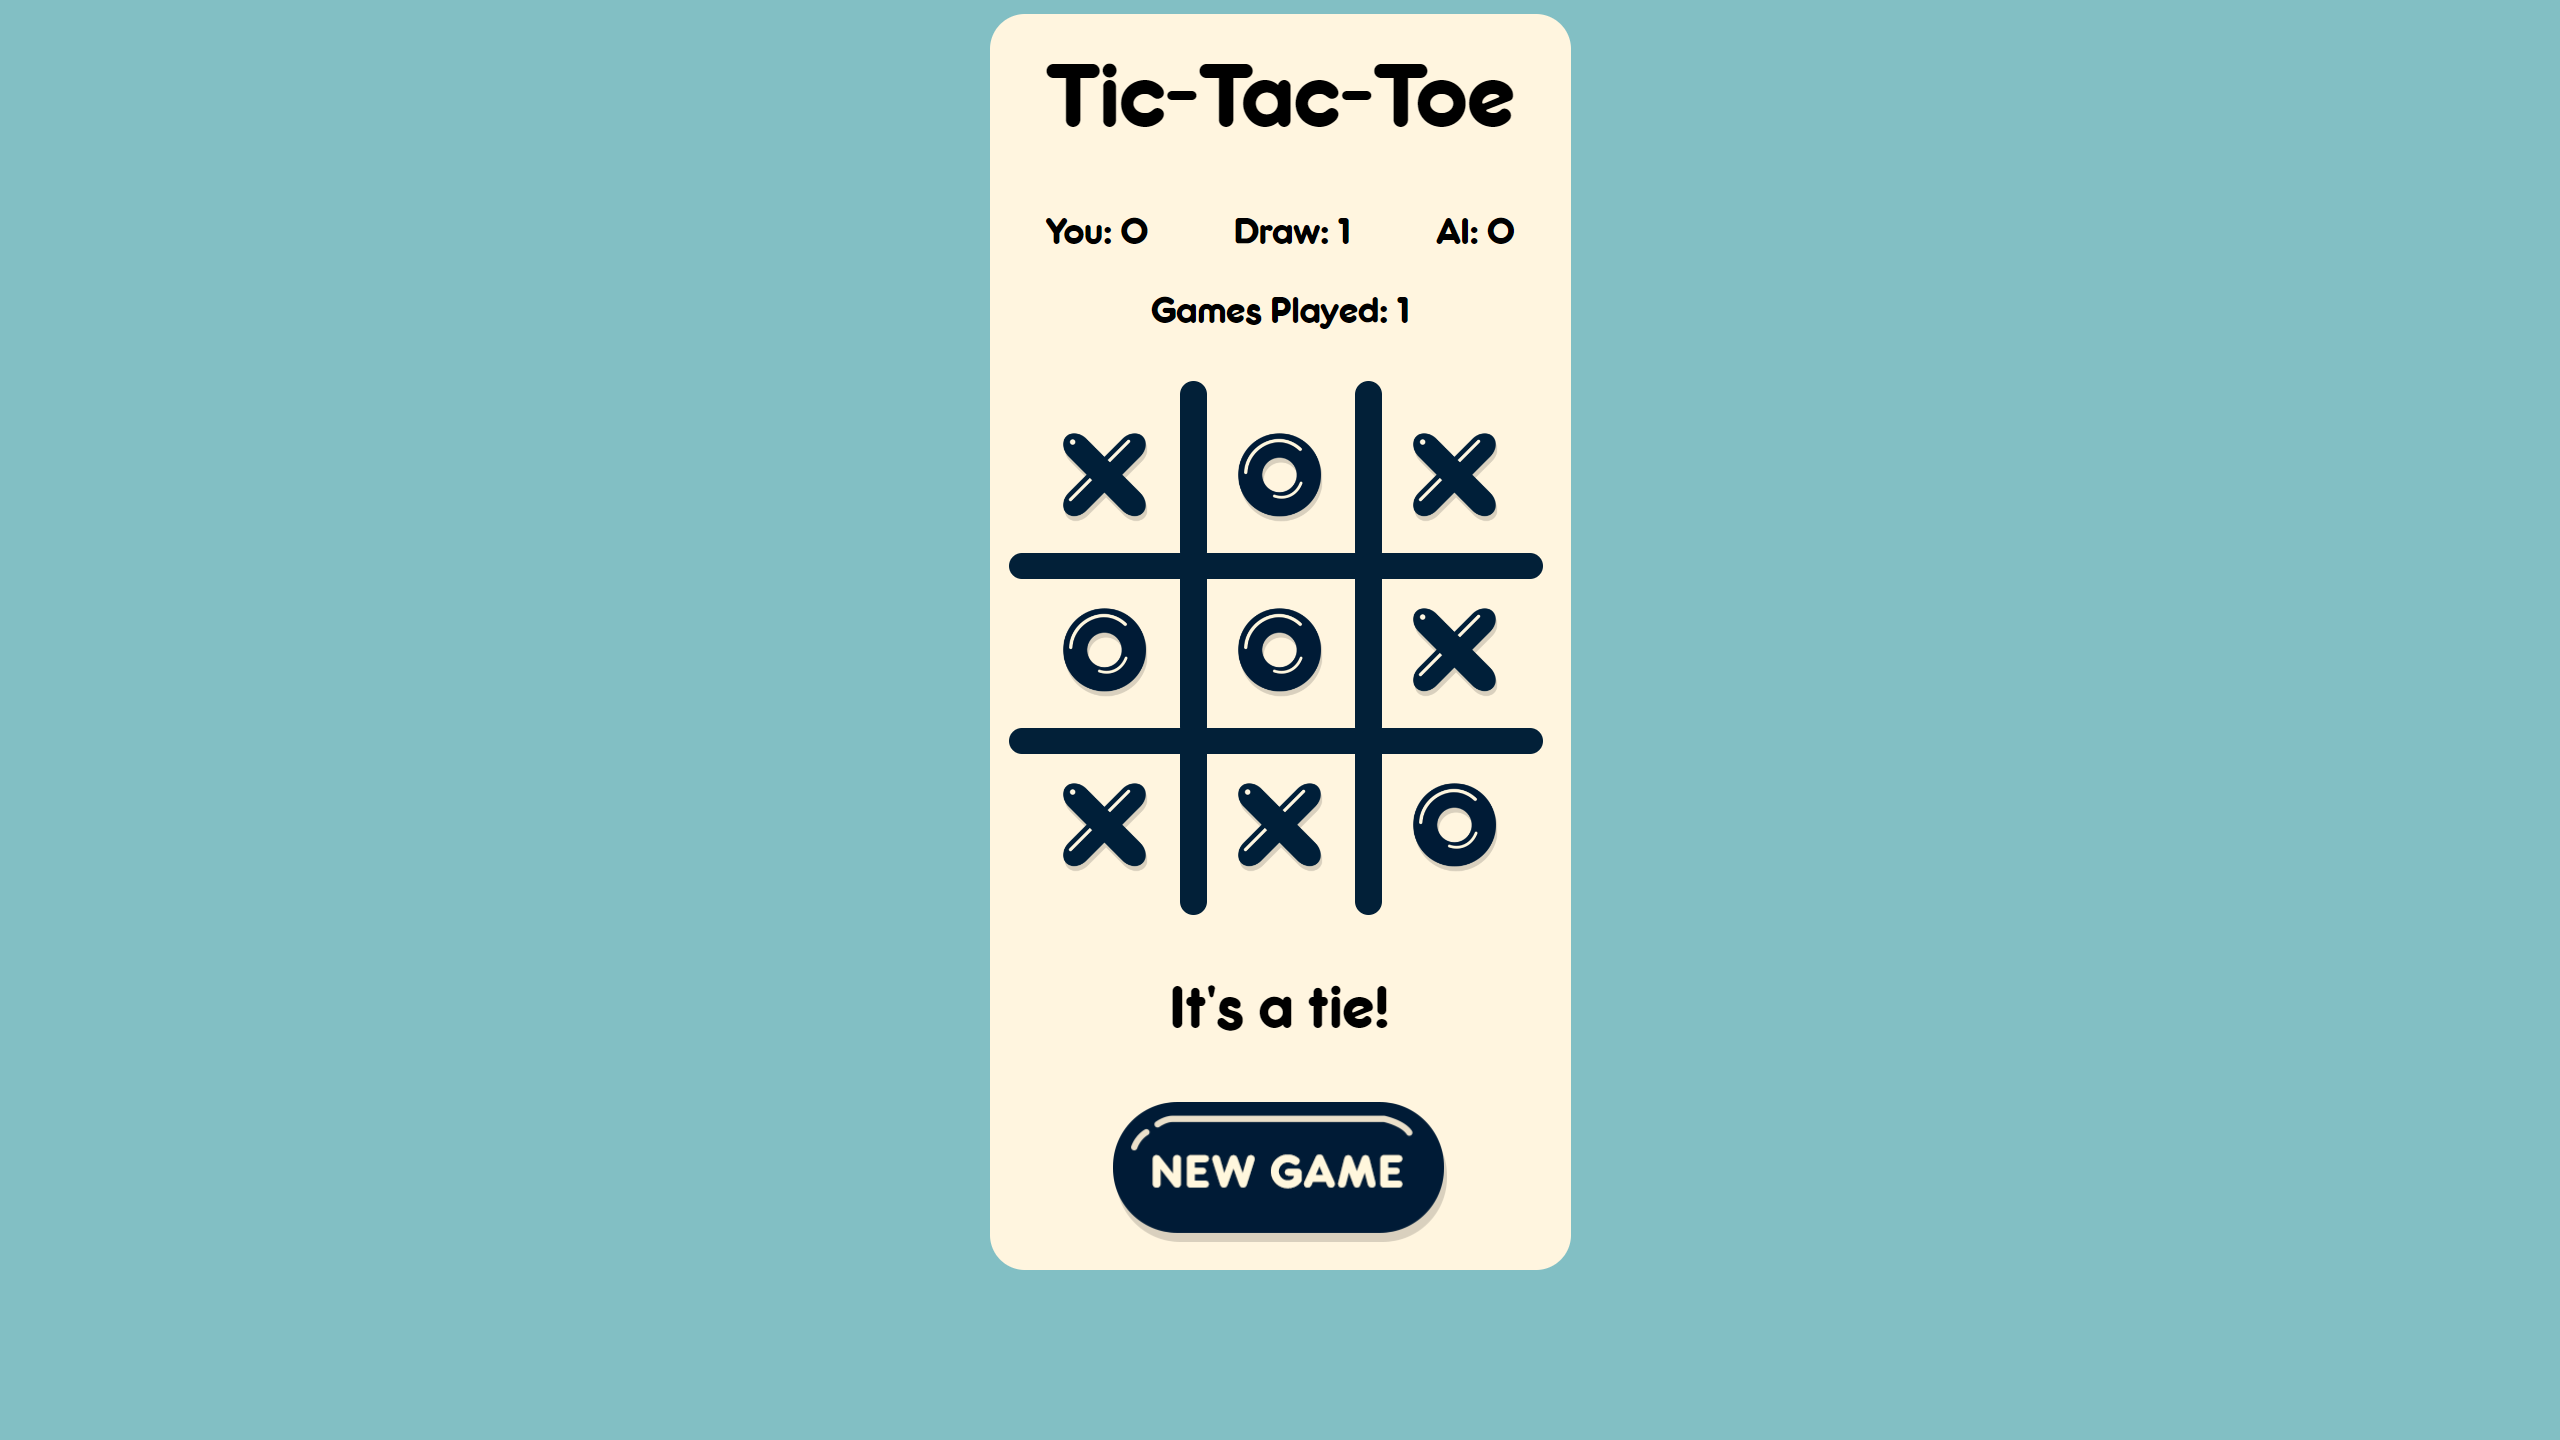 Tic-Tac-Toe
You: 0 Draw: 1 AI: 0
Games Played: 1
X O X
O O X
X X O
It's a tie!
NEW GAME